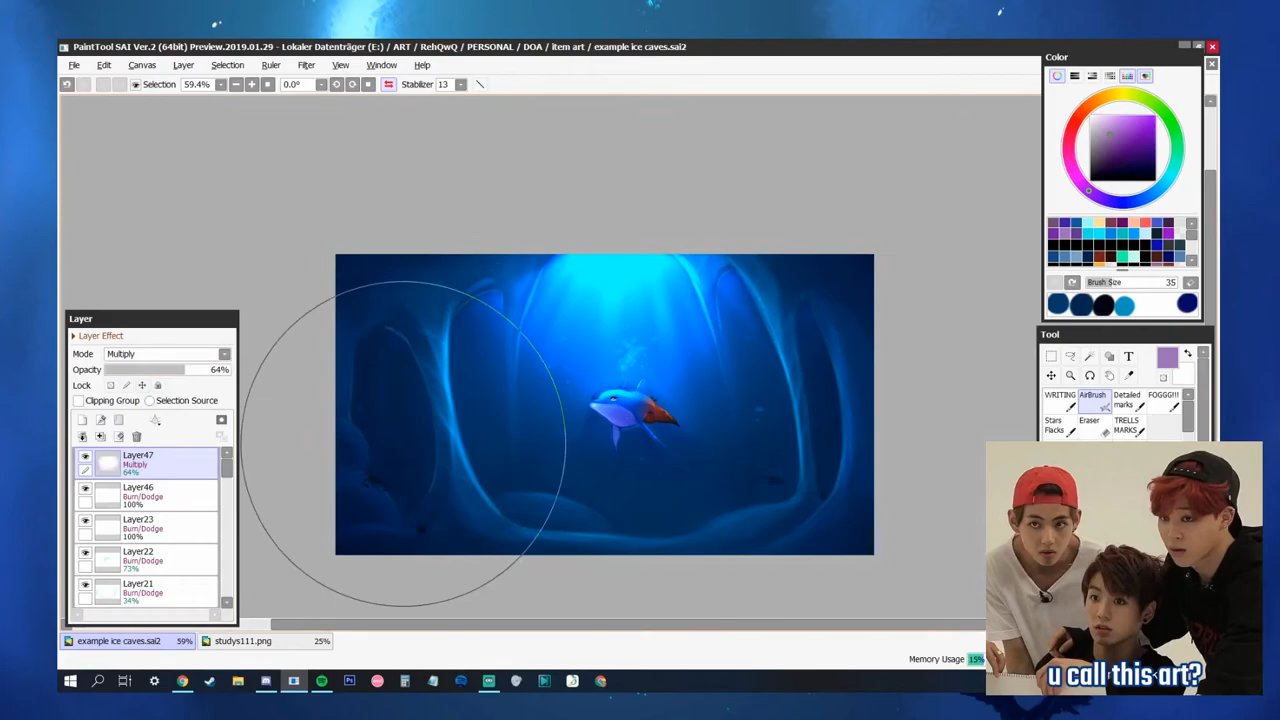 PaintTool SAI Ver.2 (64bit) Preview.2019.01.29 - Lokaler Datenträger (E:) / ART / RehQwQ / PERSONAL / DOA / item art / example ice caves.sai2
File Edit Canvas Layer Selection Ruler Filter View Window Help
Selection 59.4% 0.0° Stabilizer 13
Color
Brush Size 35
Layer
Layer Effect
Mode Multiply
Opacity 64%
Lock
Clipping Group Selection Source
Layer47
Multiply
64%
Layer46
Burn/Dodge
100%
Layer23
Burn/Dodge
100%
Layer22
Burn/Dodge
73%
Layer21
Burn/Dodge
34%
Tool
T
WRITING AirBrush Detailed marks FOGGG!!!
Stars Flacks Eraser TERELLS MARKS
example ice caves.sai2 59% studys111.png 25%
Memory Usage 15%
u call this art?